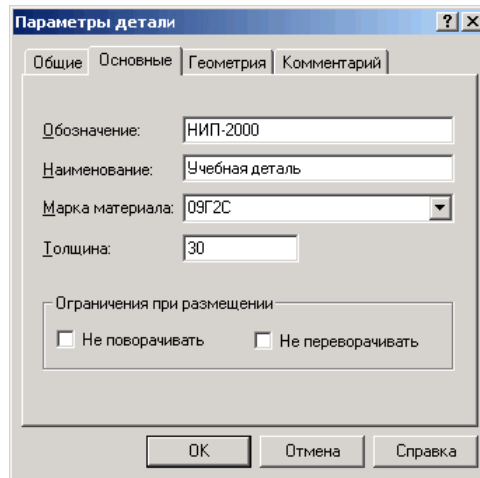 Параметры детали
Общие Основные Геометрия Комментарий
Обозначение: НИП-2000
Наименование: Учебная деталь
Марка материала: 09Г2С
Толщина: 30
Ограничения при размещении
Не поворачивать Не переворачивать
OK Отмена Справка